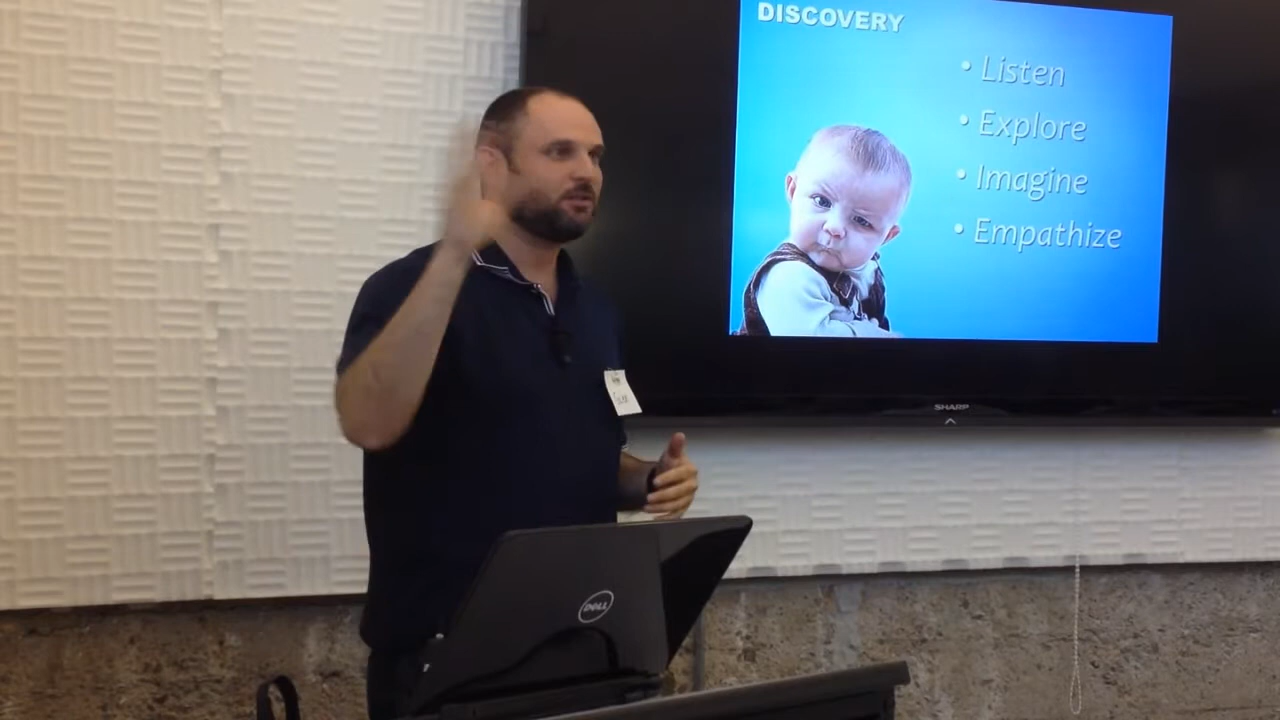 DISCOVERY
• Listen
• Explore
• Imagine
• Empathize
SHARP
DELL